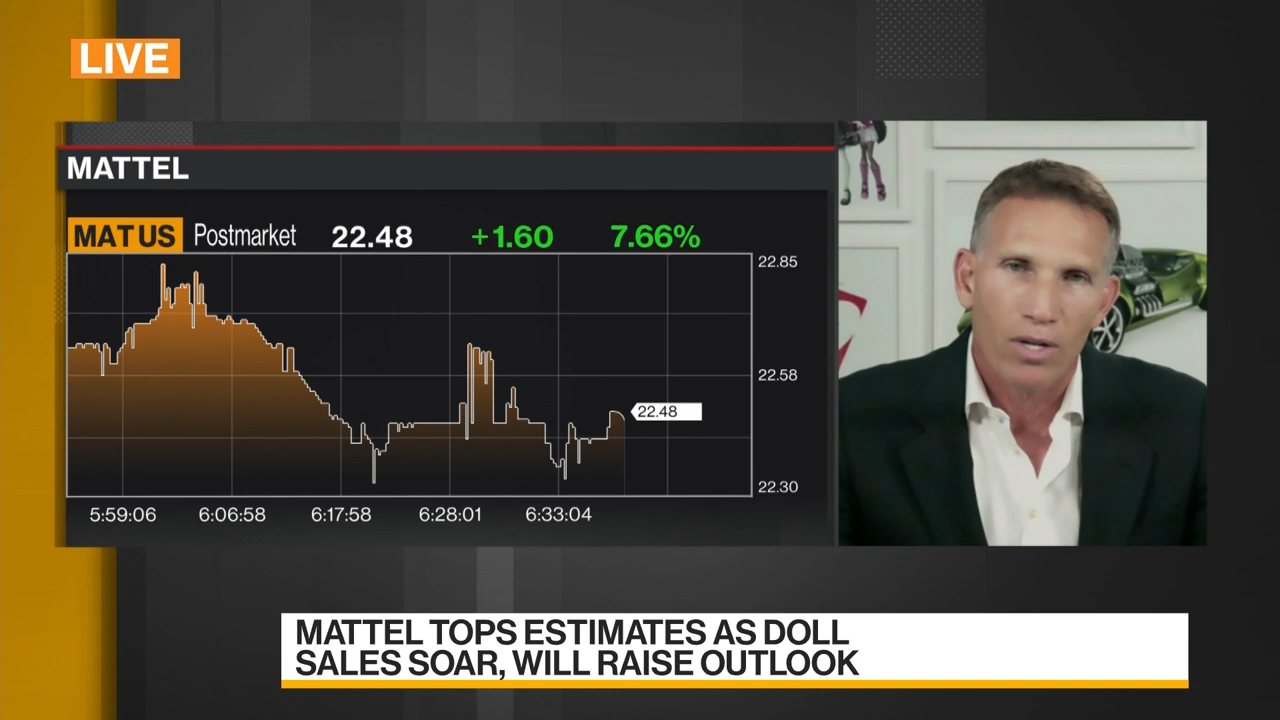 LIVE
MATTEL
MAT US Postmarket 22.48 +1.60 7.66%
22.85
22.58
22.48
22.30
5:59:06 6:06:58 6:17:58 6:28:01 6:33:04
MATTEL TOPS ESTIMATES AS DOLL
SALES SOAR, WILL RAISE OUTLOOK